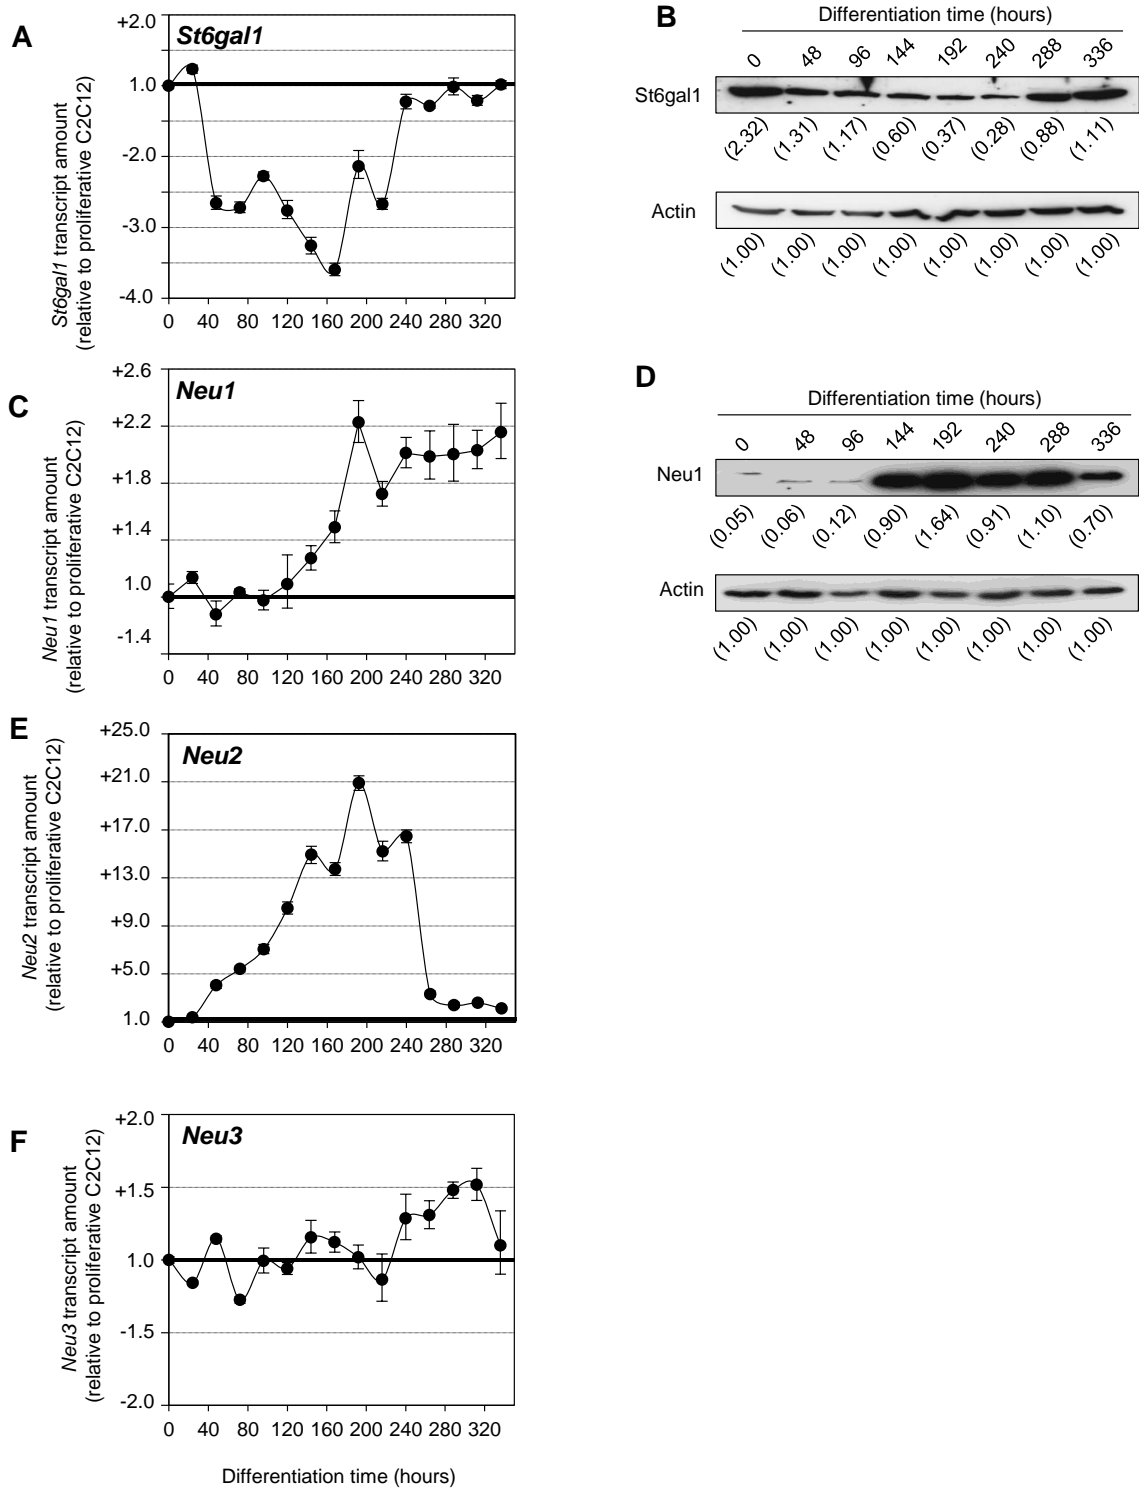 A
St6gal1
St6gal1 transcript amount
(relative to proliferative C2C12)
+2.0
1.0
-2.0
-3.0
-4.0
0 40 80 120 160 200 240 280 320
B
Differentiation time (hours)
0 48 96 144 192 240 288 336
St6gal1
(2.32) (1.31) (1.17) (0.60) (0.37) (0.28) (0.88) (1.11)
Actin
(1.00) (1.00) (1.00) (1.00) (1.00) (1.00) (1.00) (1.00)
C
Neu1
Neu1 transcript amount
(relative to proliferative C2C12)
+2.6
+2.2
+1.8
+1.4
1.0
-1.4
0 40 80 120 160 200 240 280 320
D
Differentiation time (hours)
0 48 96 144 192 240 288 336
Neu1
(0.05) (0.06) (0.12) (0.90) (1.64) (0.91) (1.10) (0.70)
Actin
(1.00) (1.00) (1.00) (1.00) (1.00) (1.00) (1.00) (1.00)
E
Neu2
Neu2 transcript amount
(relative to proliferative C2C12)
+25.0
+21.0
+17.0
+13.0
+9.0
+5.0
1.0
0 40 80 120 160 200 240 280 320
F
Neu3
Neu3 transcript amount
(relative to proliferative C2C12)
+2.0
+1.5
1.0
-1.5
-2.0
0 40 80 120 160 200 240 280 320
Differentiation time (hours)